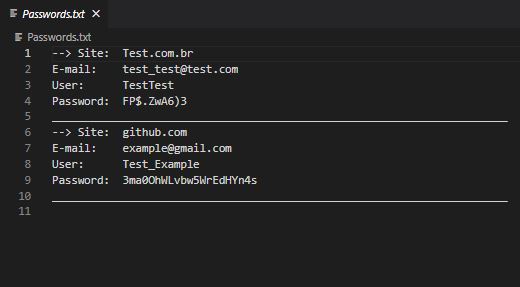 Passwords.txt ×
Passwords.txt
1 --> Site: Test.com.br
2 E-mail: test_test@test.com
3 User: TestTest
4 Password: FP$.ZwA6)3
5 ____________________________________________________________
6 --> Site: github.com
7 E-mail: example@gmail.com
8 User: Test_Example
9 Password: 3ma0OhWLvbw5WrEdHYn4s
10 ____________________________________________________________
11